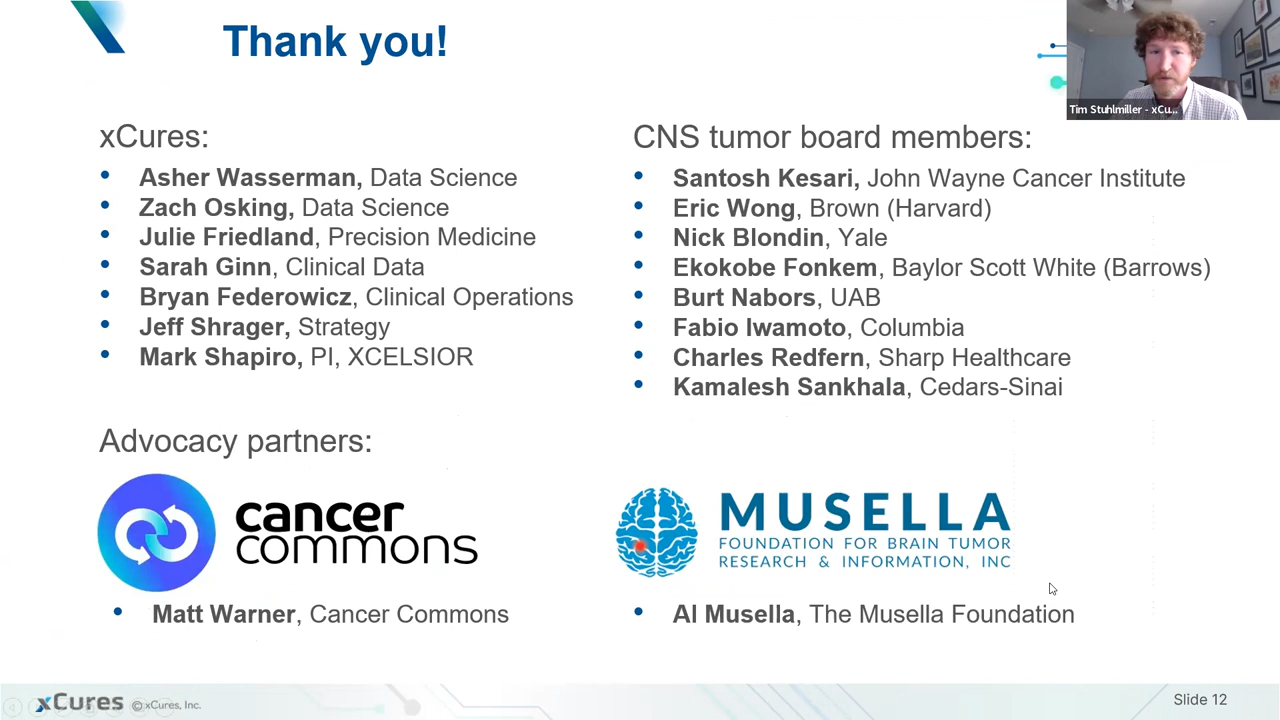 Thank you!
Tim Stuhlmiller - xCu...
xCures:
• Asher Wasserman, Data Science
• Zach Osking, Data Science
• Julie Friedland, Precision Medicine
• Sarah Ginn, Clinical Data
• Bryan Federowicz, Clinical Operations
• Jeff Shrager, Strategy
• Mark Shapiro, PI, XCELSIOR
CNS tumor board members:
• Santosh Kesari, John Wayne Cancer Institute
• Eric Wong, Brown (Harvard)
• Nick Blondin, Yale
• Ekokobe Fonkem, Baylor Scott White (Barrows)
• Burt Nabors, UAB
• Fabio Iwamoto, Columbia
• Charles Redfern, Sharp Healthcare
• Kamalesh Sankhala, Cedars-Sinai
Advocacy partners:
cancer
commons
• Matt Warner, Cancer Commons
MUSELLA
FOUNDATION FOR BRAIN TUMOR
RESEARCH & INFORMATION, INC
• Al Musella, The Musella Foundation
xCures © xCures, Inc.
Slide 12